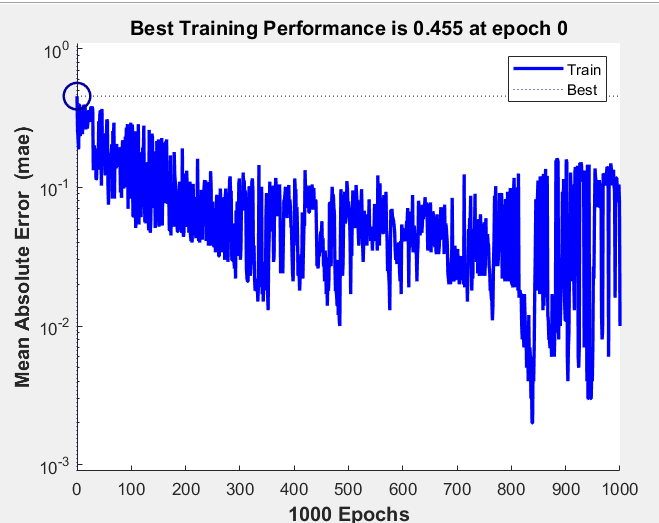 Best Training Performance is 0.455 at epoch 0
10^0
Train
Best
10^-1
10^-2
10^-3
Mean Absolute Error (mae)
0 100 200 300 400 500 600 700 800 900 1000
1000 Epochs